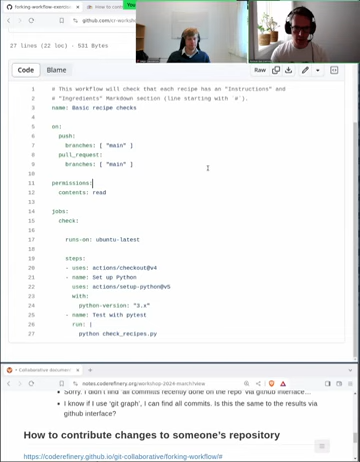 forking-workflow-exerc
How to cont
github.com/cr-worksh
27 lines (22 loc) · 531 Bytes
Code Blame Raw
1 # This workflow will check that each recipe has an "Instructions" and
2 # "Ingredients" Markdown section (line starting with `#`).
3 name: Basic recipe checks
4
5 on:
6 push:
7 branches: [ "main" ]
8 pull_request:
9 branches: [ "main" ]
10
11 permissions:
12 contents: read
13
14 jobs:
15 check:
16
17 runs-on: ubuntu-latest
18
19 steps:
20 - uses: actions/checkout@v4
21 - name: Set up Python
22 uses: actions/setup-python@v5
23 with:
24 python-version: "3.x"
25 - name: Test with pytest
26 run: |
27 python check_recipes.py
Collaborative documen
notes.coderefinery.org/workshop-2024-march?view
Sorry. I didn't find all commits recently done on the repo via github interface...
• I know if I use 'git graph', I can find all commits. Is this the same to the results via
github interface?
How to contribute changes to someone's repository
https://coderefinery.github.io/git-collaborative/forking-workflow/#